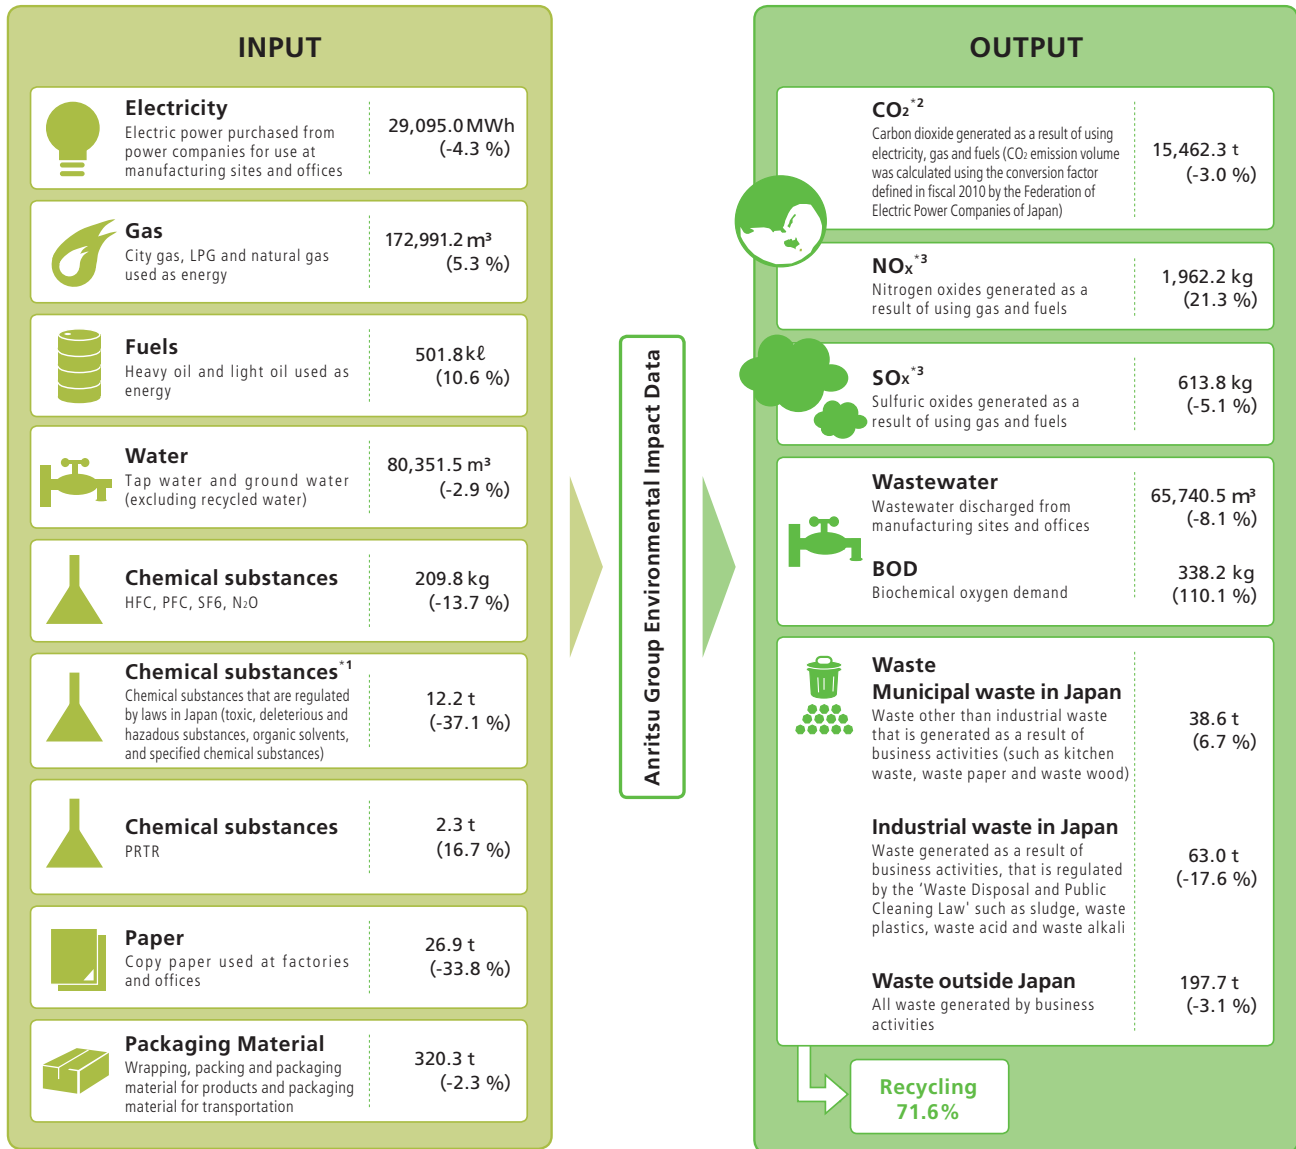 INPUT
Electricity
Electric power purchased from
power companies for use at
manufacturing sites and offices
29,095.0 MWh
(-4.3 %)
Gas
City gas, LPG and natural gas
used as energy
172,991.2 m³
(5.3 %)
Fuels
Heavy oil and light oil used as
energy
501.8 kℓ
(10.6 %)
Water
Tap water and ground water
(excluding recycled water)
80,351.5 m³
(-2.9 %)
Chemical substances
HFC, PFC, SF6, N₂O
209.8 kg
(-13.7 %)
Chemical substances*1
Chemical substances that are regulated
by laws in Japan (toxic, deleterious and
hazadous substances, organic solvents,
and specified chemical substances)
12.2 t
(-37.1 %)
Chemical substances
PRTR
2.3 t
(16.7 %)
Paper
Copy paper used at factories
and offices
26.9 t
(-33.8 %)
Packaging Material
Wrapping, packing and packaging
material for products and packaging
material for transportation
320.3 t
(-2.3 %)
Anritsu Group Environmental Impact Data
OUTPUT
CO₂*2
Carbon dioxide generated as a result of using
electricity, gas and fuels (CO₂ emission volume
was calculated using the conversion factor
defined in fiscal 2010 by the Federation of
Electric Power Companies of Japan)
15,462.3 t
(-3.0 %)
NOx*3
Nitrogen oxides generated as a
result of using gas and fuels
1,962.2 kg
(21.3 %)
SOx*3
Sulfuric oxides generated as a
result of using gas and fuels
613.8 kg
(-5.1 %)
Wastewater
Wastewater discharged from
manufacturing sites and offices
65,740.5 m³
(-8.1 %)
BOD
Biochemical oxygen demand
338.2 kg
(110.1 %)
Waste
Municipal waste in Japan
Waste other than industrial waste
that is generated as a result of
business activities (such as kitchen
waste, waste paper and waste wood)
38.6 t
(6.7 %)
Industrial waste in Japan
Waste generated as a result of
business activities, that is regulated
by the 'Waste Disposal and Public
Cleaning Law' such as sludge, waste
plastics, waste acid and waste alkali
63.0 t
(-17.6 %)
Waste outside Japan
All waste generated by business
activities
197.7 t
(-3.1 %)
Recycling
71.6%